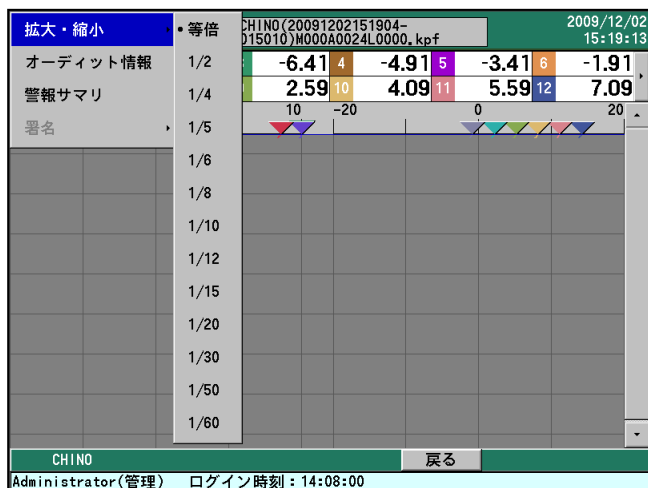 拡大・縮小
オーディット情報
警報サマリ
署名
・等倍
1/2
1/4
1/5
1/6
1/8
1/10
1/12
1/15
1/20
1/30
1/50
1/60
CHINO(20091202151904-
015010)M000A0024L0000.kpf
2009/12/02
15:19:13
-6.41 4 -4.91 5 -3.41 6 -1.91
2.59 10 4.09 11 5.59 12 7.09
10 -20 0 20
CHINO 戻る
Administrator(管理) ログイン時刻:14:08:00